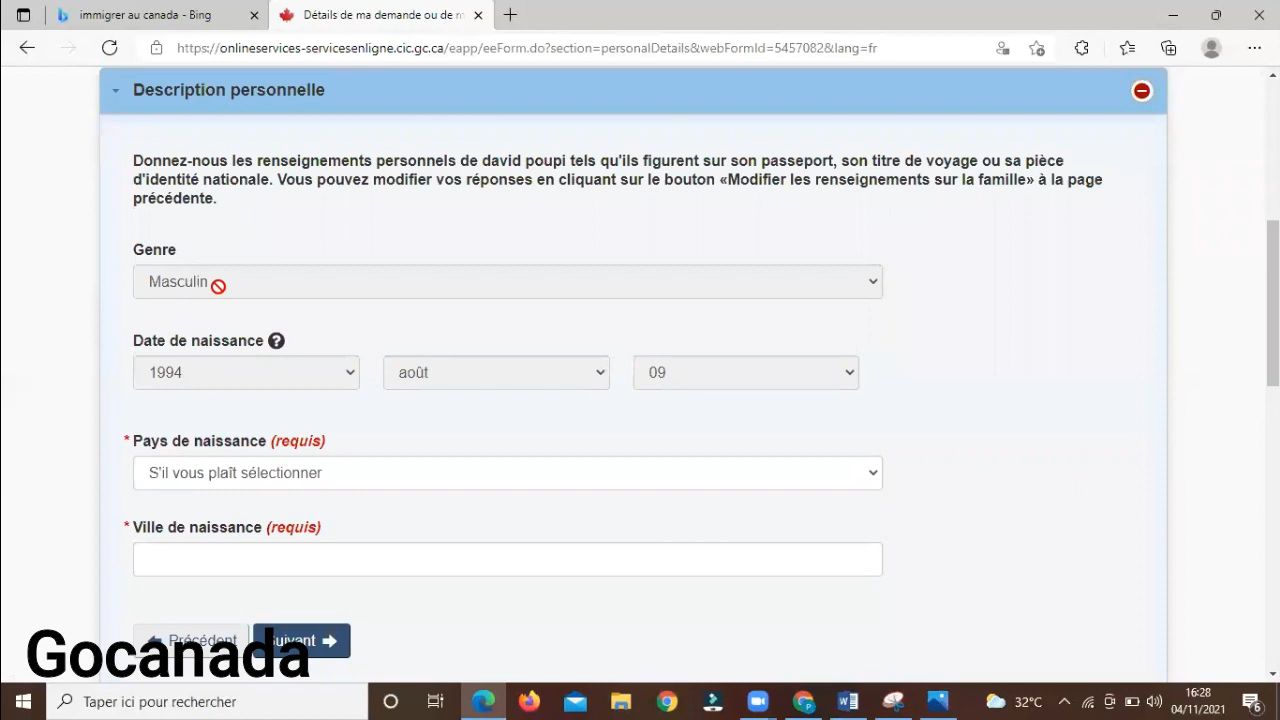 immigrer au canada - Bing
Détails de ma demande ou de m
https://onlineservices-servicesenligne.cic.gc.ca/eapp/eeForm.do?section=personalDetails&webFormId=5457082&lang=fr
Description personnelle
Donnez-nous les renseignements personnels de david poupi tels qu'ils figurent sur son passeport, son titre de voyage ou sa pièce
d'identité nationale. Vous pouvez modifier vos réponses en cliquant sur le bouton «Modifier les renseignements sur la famille» à la page
précédente.
Genre
Masculin
Date de naissance ?
1994 août 09
* Pays de naissance (requis)
S'il vous plaît sélectionner
* Ville de naissance (requis)
Précédent Suivant
Gocanada
Taper ici pour rechercher
32°C
16:28
04/11/2021
6